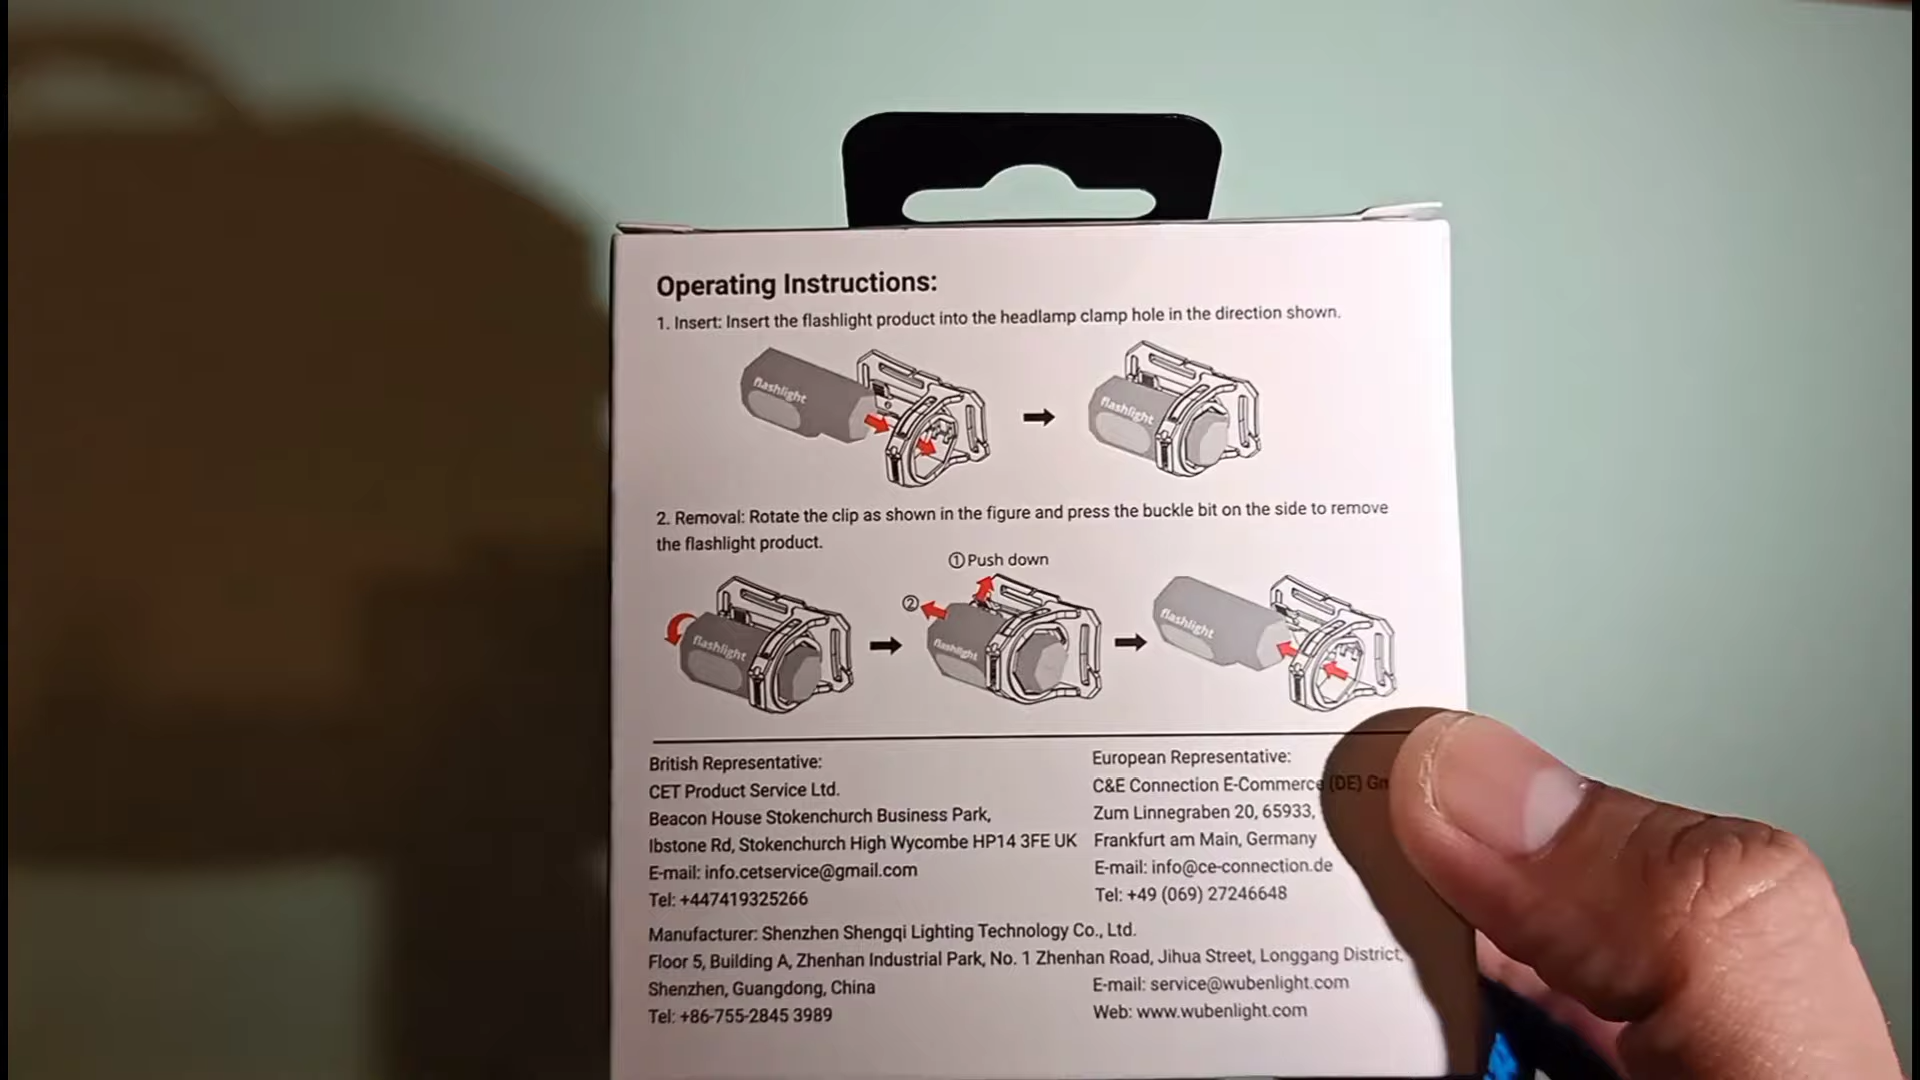 Operating Instructions:
1. Insert: Insert the flashlight product into the headlamp clamp hole in the direction shown.
flashlight
flashlight
2. Removal: Rotate the clip as shown in the figure and press the buckle bit on the side to remove
the flashlight product.
①Push down
②
flashlight
flashlight
flashlight
British Representative:
CET Product Service Ltd.
Beacon House Stokenchurch Business Park,
Ibstone Rd, Stokenchurch High Wycombe HP14 3FE UK
E-mail: info.cetservice@gmail.com
Tel: +447419325266
European Representative:
C&E Connection E-Commerce (DE)
Zum Linnegraben 20, 65933,
Frankfurt am Main, Germany
E-mail: info@ce-connection.de
Tel: +49 (069) 27246648
Manufacturer: Shenzhen Shengqi Lighting Technology Co., Ltd.
Floor 5, Building A, Zhenhan Industrial Park, No. 1 Zhenhan Road, Jihua Street, Longgang District,
Shenzhen, Guangdong, China
Tel: +86-755-2845 3989
E-mail: service@wubenlight.com
Web: www.wubenlight.com